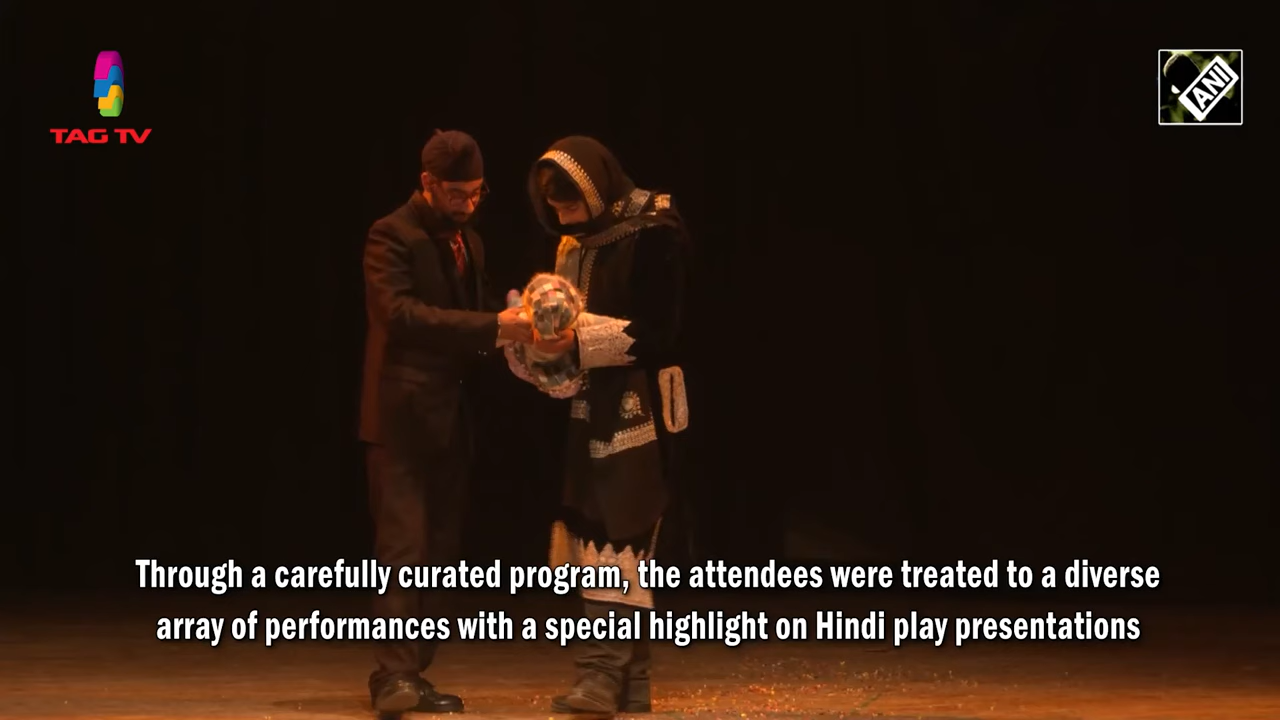 TAG TV
ANI
Through a carefully curated program, the attendees were treated to a diverse
array of performances with a special highlight on Hindi play presentations